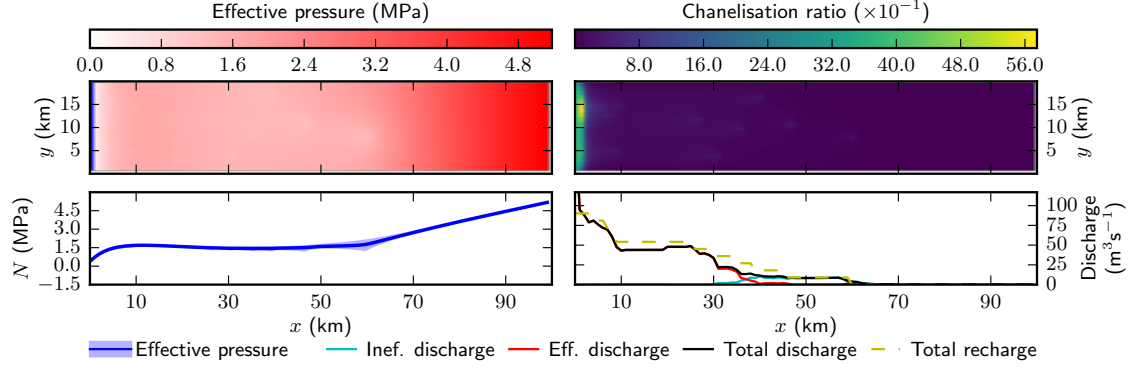 Effective pressure (MPa)
Chanelisation ratio (×10⁻¹)
0.0 0.8 1.6 2.4 3.2 4.0 4.8
8.0 16.0 24.0 32.0 40.0 48.0 56.0
y (km)
15
10
5
15
10
5
y (km)
N (MPa)
4.5
3.0
1.5
0.0
−1.5
100
75
50
25
0
Discharge
(m³s⁻¹)
10 30 50 70 90
10 30 50 70 90
x (km)
x (km)
Effective pressure Inef. discharge Eff. discharge Total discharge Total recharge